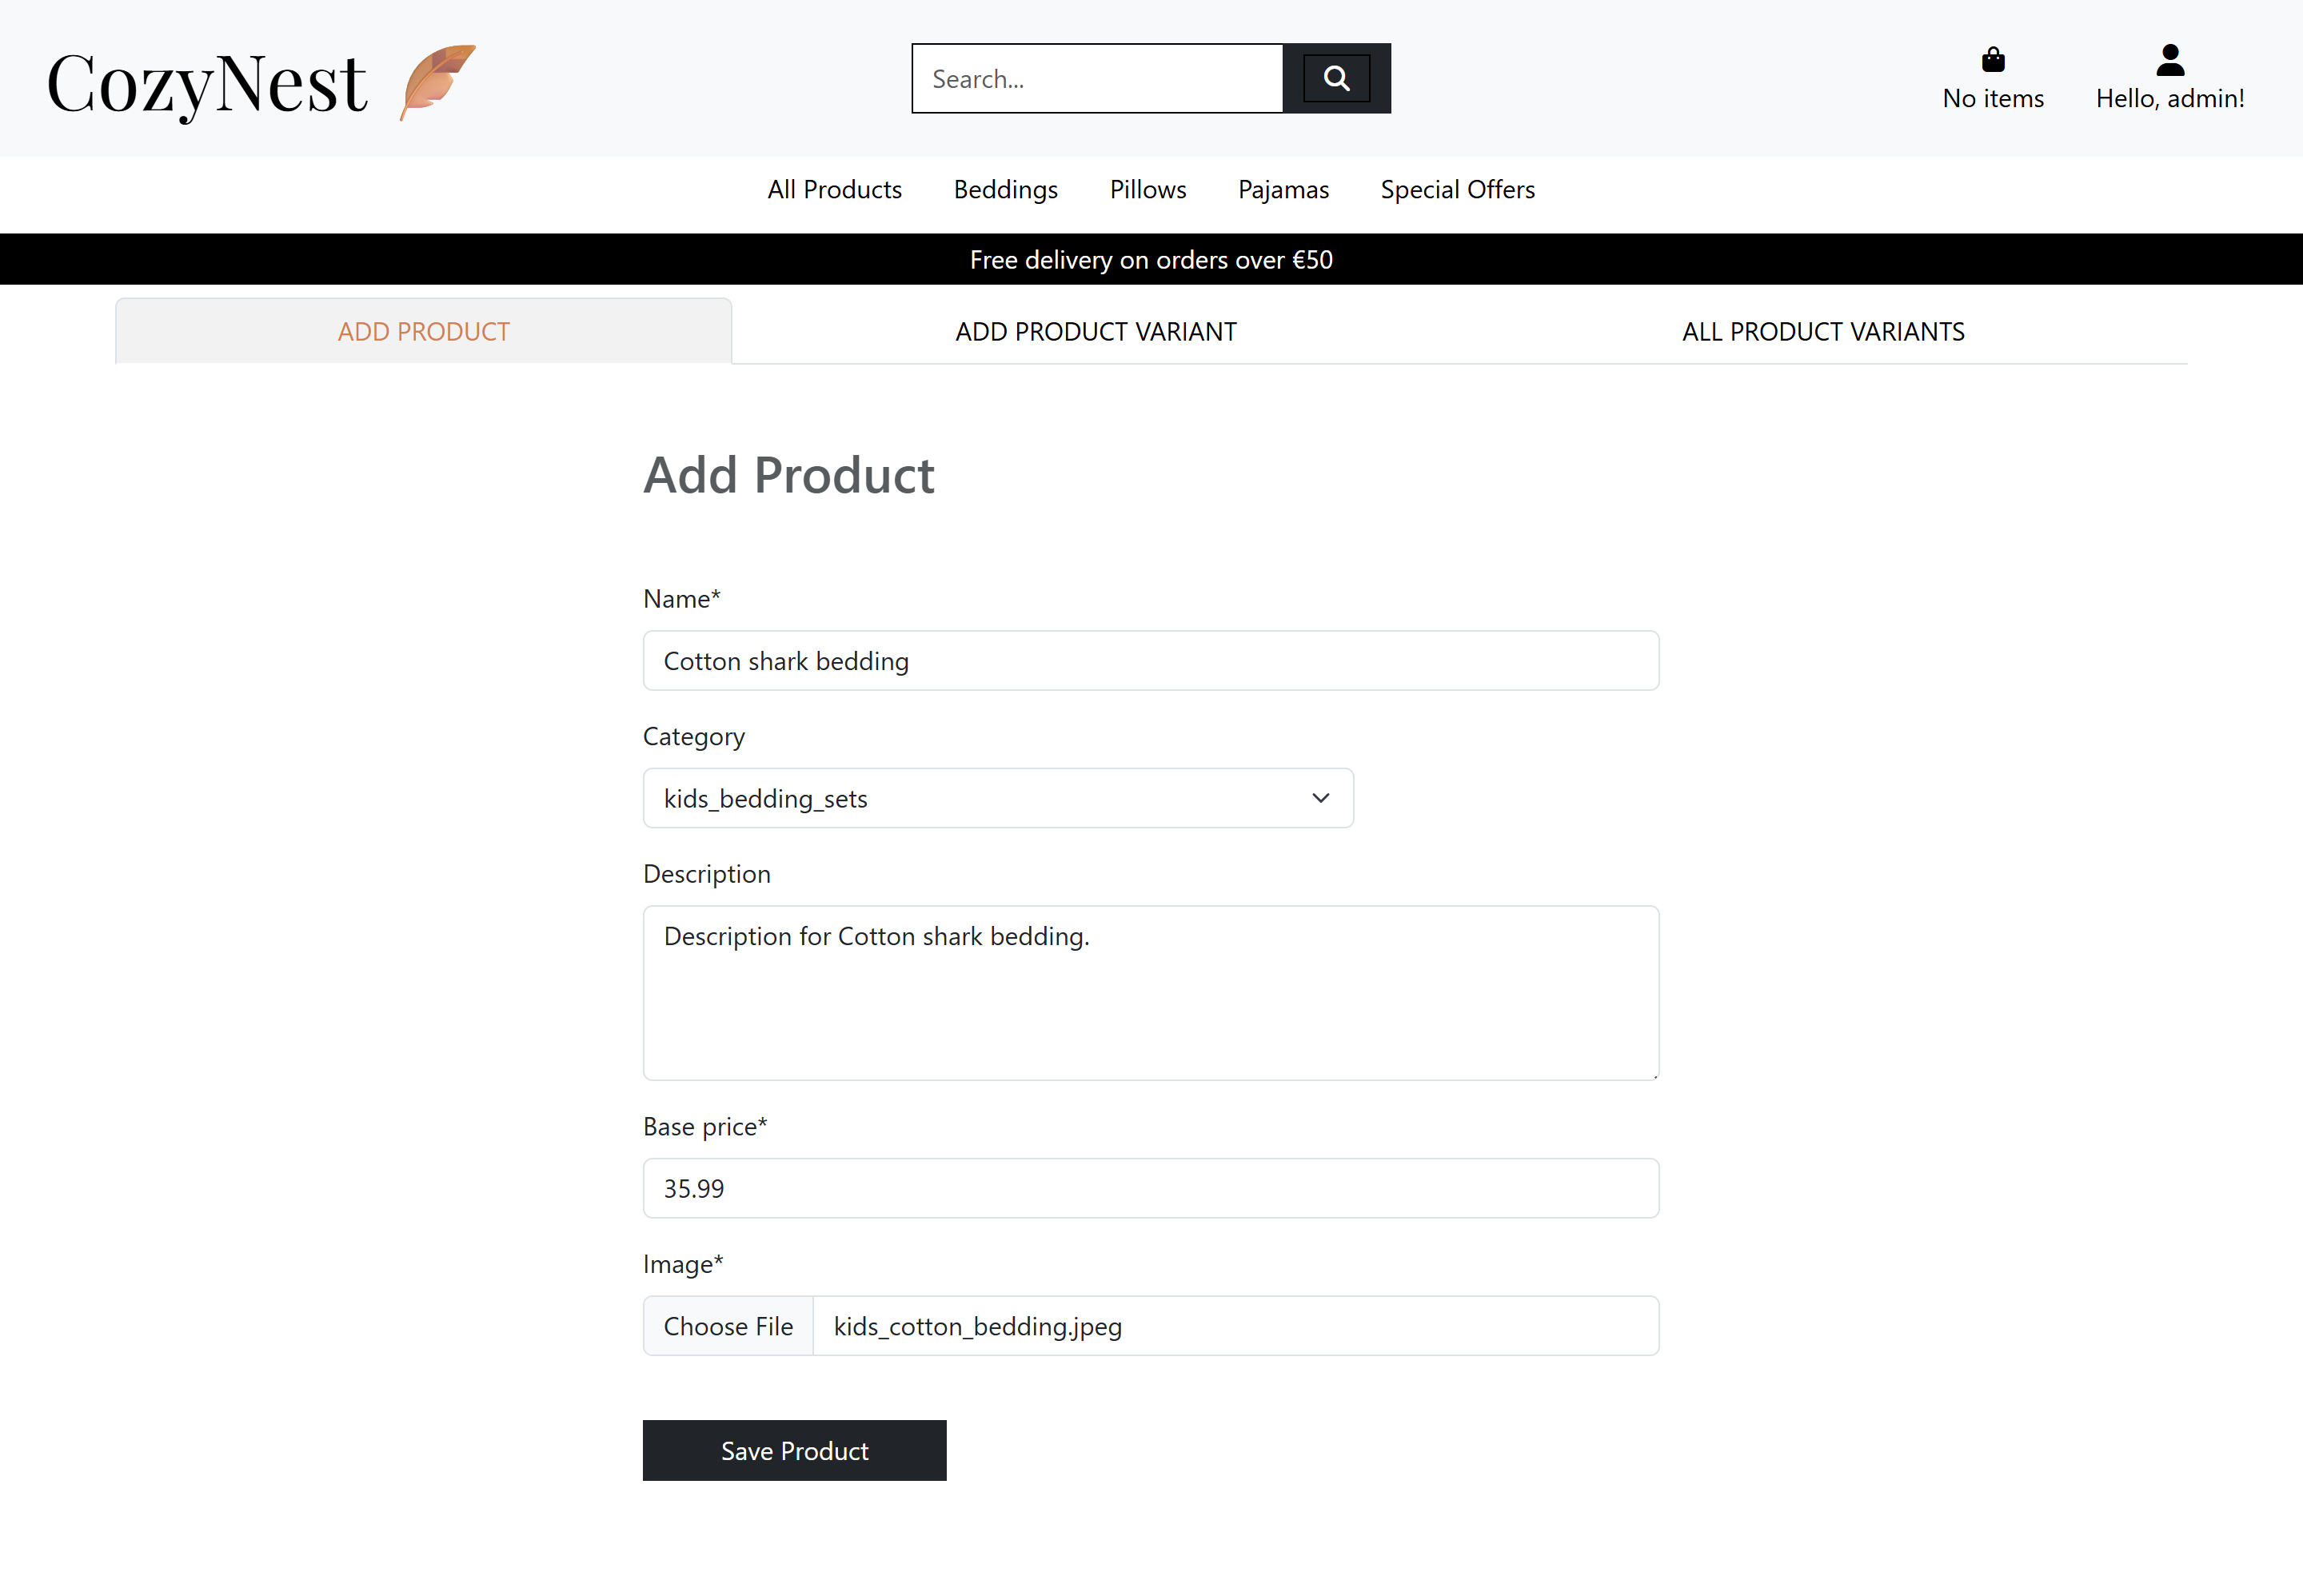 CozyNest
Search...
No items
Hello, admin!
All Products Beddings Pillows Pajamas Special Offers
Free delivery on orders over €50
ADD PRODUCT ADD PRODUCT VARIANT ALL PRODUCT VARIANTS
Add Product
Name*
Cotton shark bedding
Category
kids_bedding_sets
Description
Description for Cotton shark bedding.
Base price*
35.99
Image*
Choose File kids_cotton_bedding.jpeg
Save Product